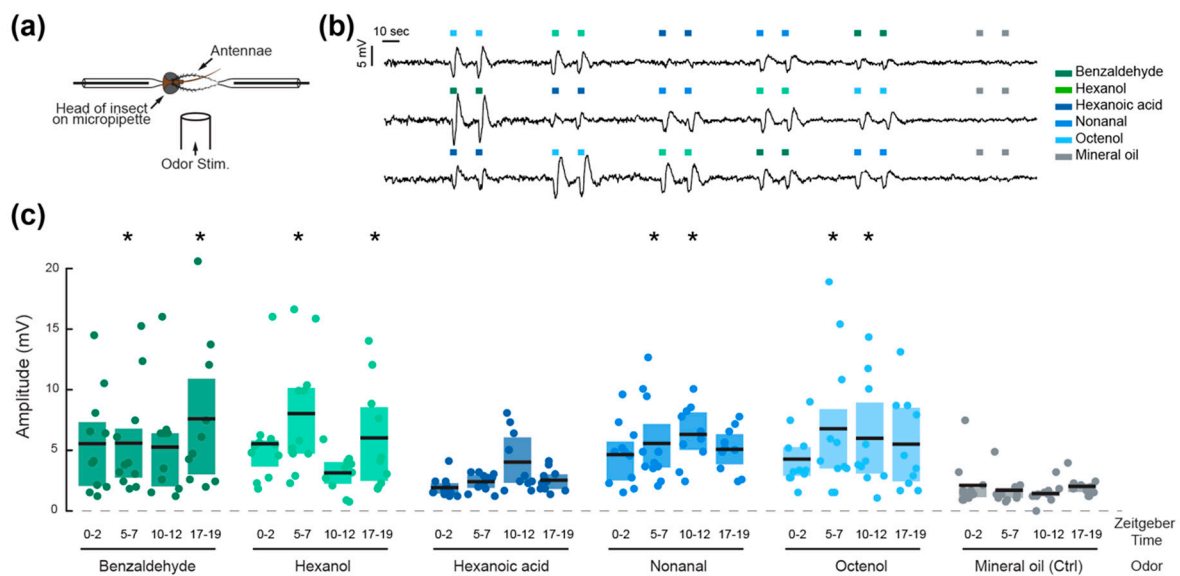 (a)
Antennae
Head of insect
on micropipette
Odor Stim.
(b)
10 sec
5 mV
Benzaldehyde
Hexanol
Hexanoic acid
Nonanal
Octenol
Mineral oil
(c)
* * * * * * * *
Amplitude (mV)
20
15
10
5
0
0-2 5-7 10-12 17-19 0-2 5-7 10-12 17-19 0-2 5-7 10-12 17-19 0-2 5-7 10-12 17-19 0-2 5-7 10-12 17-19 0-2 5-7 10-12 17-19
Zeitgeber
Time
Benzaldehyde Hexanol Hexanoic acid Nonanal Octenol Mineral oil (Ctrl) Odor